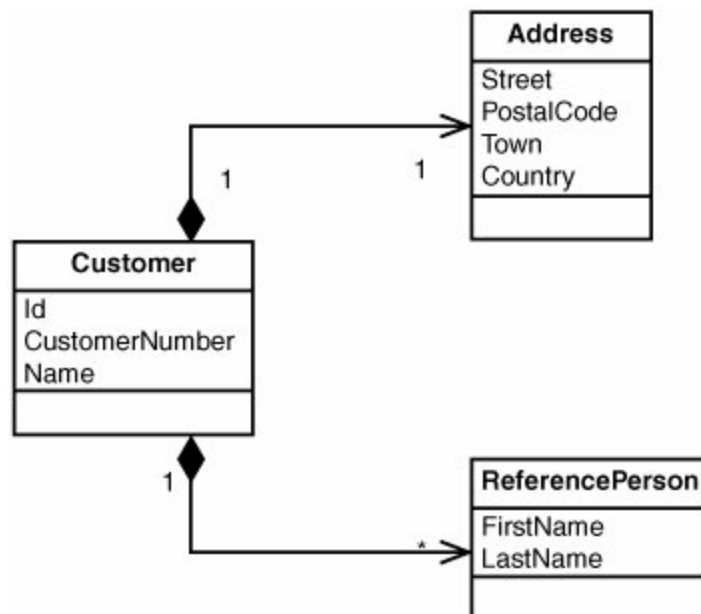 Address
Street
PostalCode
Town
Country
1
1
Customer
Id
CustomerNumber
Name
1
*
ReferencePerson
FirstName
LastName